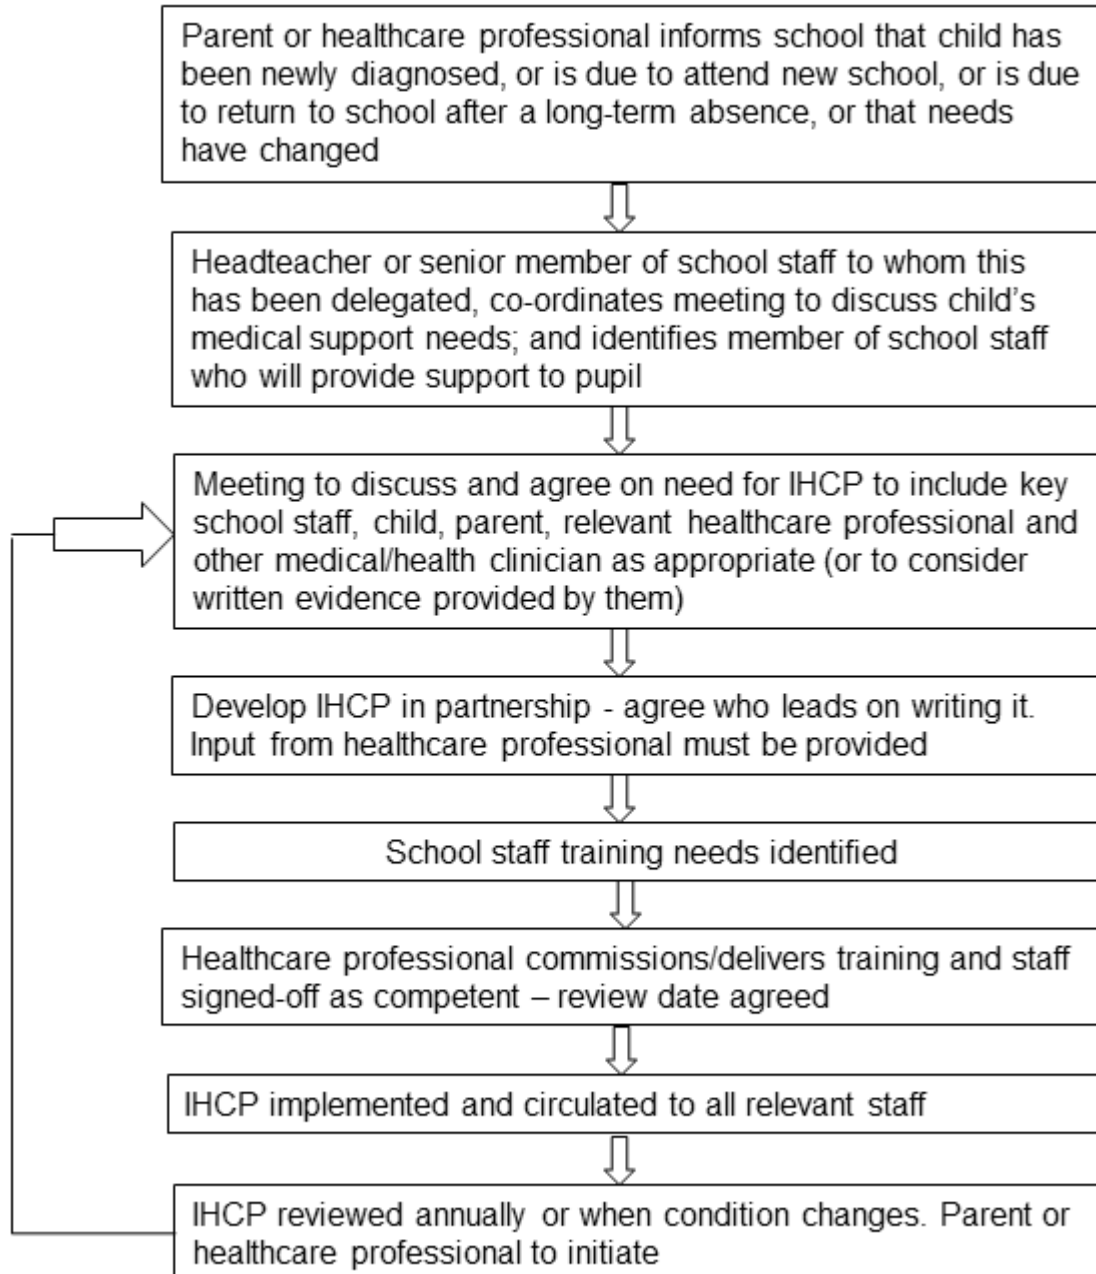 Parent or healthcare professional informs school that child has
been newly diagnosed, or is due to attend new school, or is due
to return to school after a long-term absence, or that needs
have changed
Headteacher or senior member of school staff to whom this
has been delegated, co-ordinates meeting to discuss child's
medical support needs; and identifies member of school staff
who will provide support to pupil
Meeting to discuss and agree on need for IHCP to include key
school staff, child, parent, relevant healthcare professional and
other medical/health clinician as appropriate (or to consider
written evidence provided by them)
Develop IHCP in partnership - agree who leads on writing it.
Input from healthcare professional must be provided
School staff training needs identified
Healthcare professional commissions/delivers training and staff
signed-off as competent – review date agreed
IHCP implemented and circulated to all relevant staff
IHCP reviewed annually or when condition changes. Parent or
healthcare professional to initiate